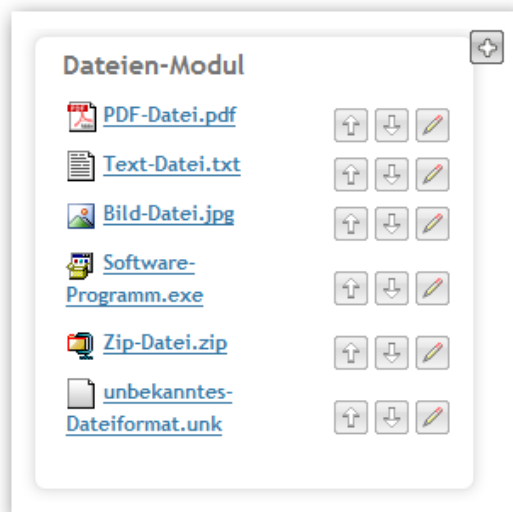 Dateien-Modul
PDF-Datei.pdf
Text-Datei.txt
Bild-Datei.jpg
Software-
Programm.exe
Zip-Datei.zip
unbekanntes-
Dateiformat.unk